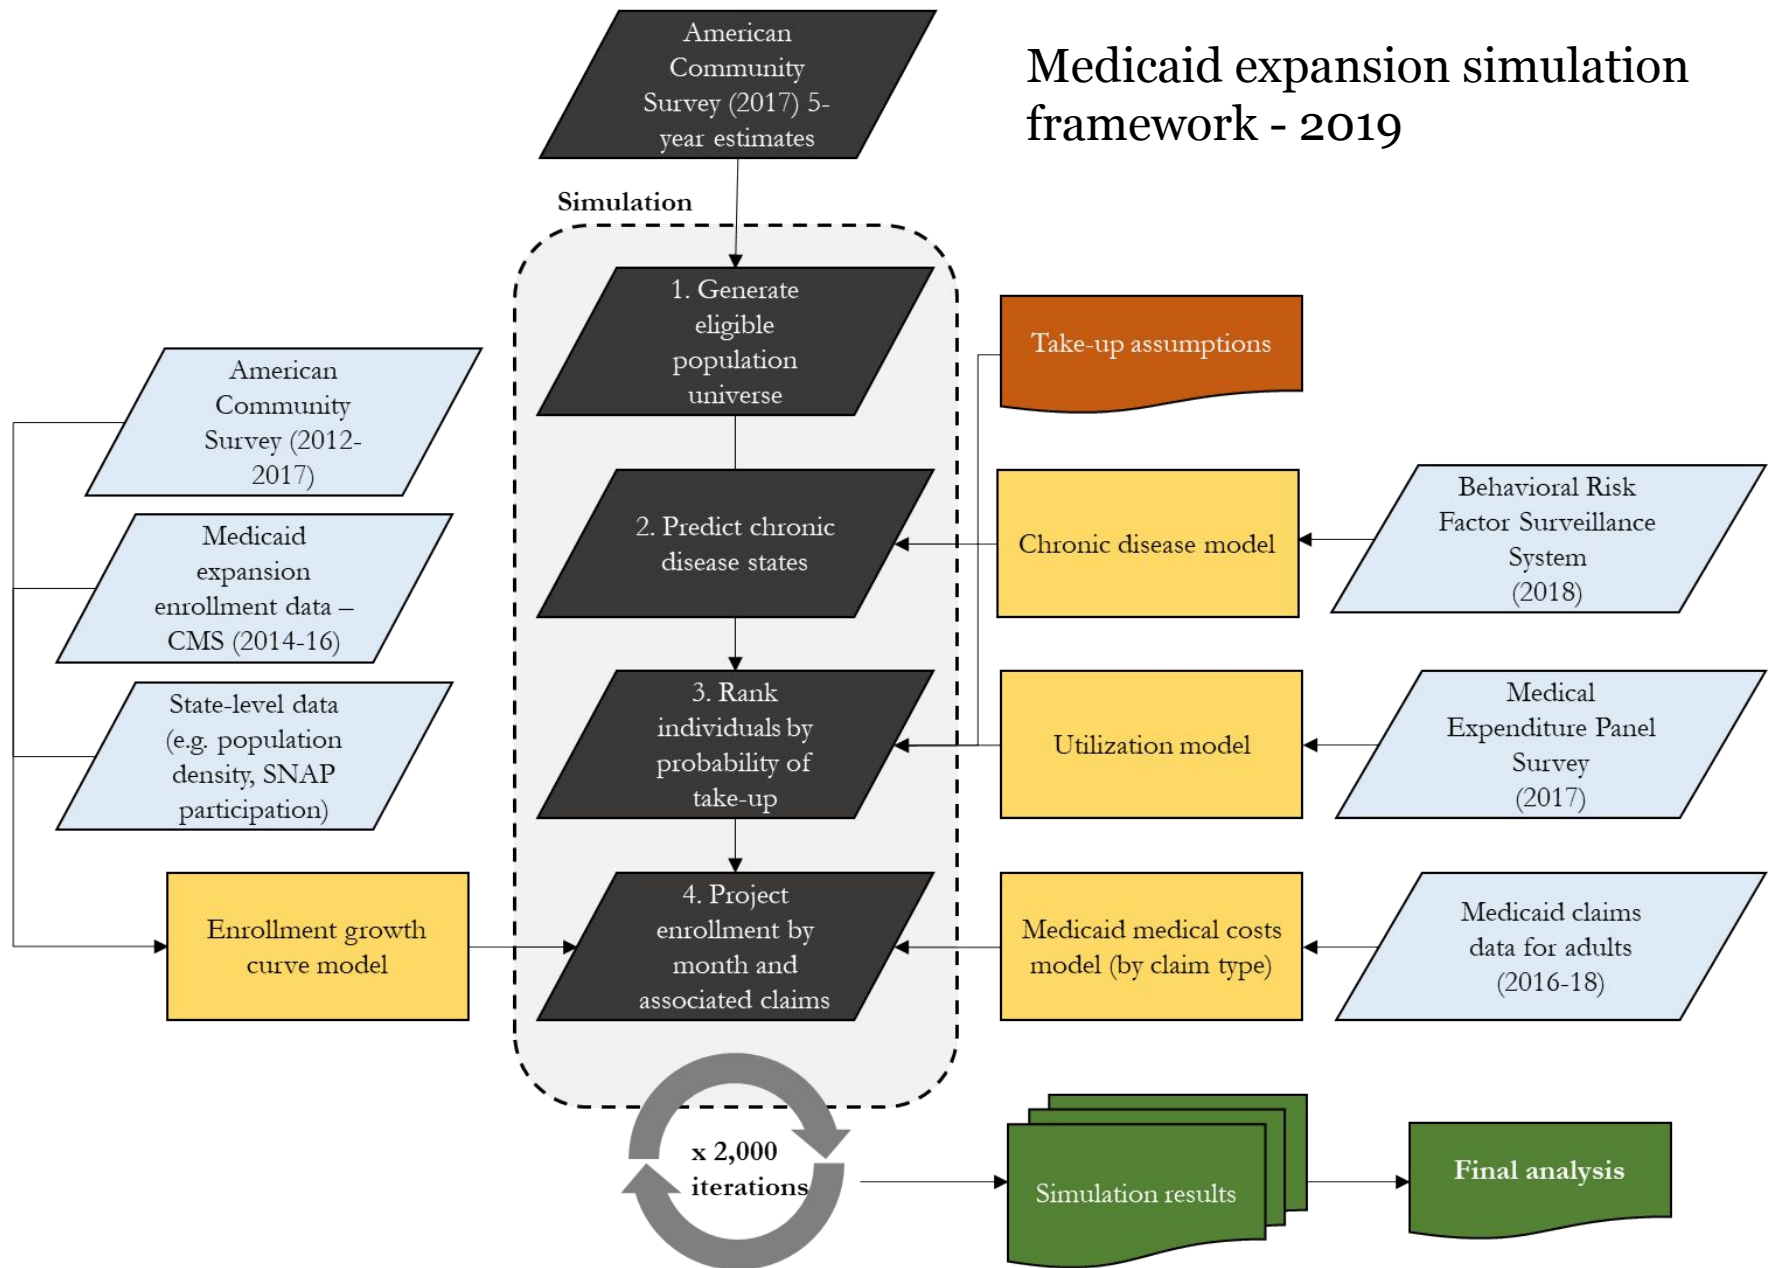 American
Community
Survey (2017) 5-
year estimates
Medicaid expansion simulation
framework - 2019
Simulation
1. Generate
eligible
population
universe
Take-up assumptions
American
Community
Survey (2012-
2017)
2. Predict chronic
disease states
Chronic disease model
Behavioral Risk
Factor Surveillance
System
(2018)
Medicaid
expansion
enrollment data –
CMS (2014-16)
3. Rank
individuals by
probability of
take-up
Utilization model
Medical
Expenditure Panel
Survey
(2017)
State-level data
(e.g. population
density, SNAP
participation)
Enrollment growth
curve model
4. Project
enrollment by
month and
associated claims
Medicaid medical costs
model (by claim type)
Medicaid claims
data for adults
(2016-18)
x 2,000
iterations
Simulation results
Final analysis